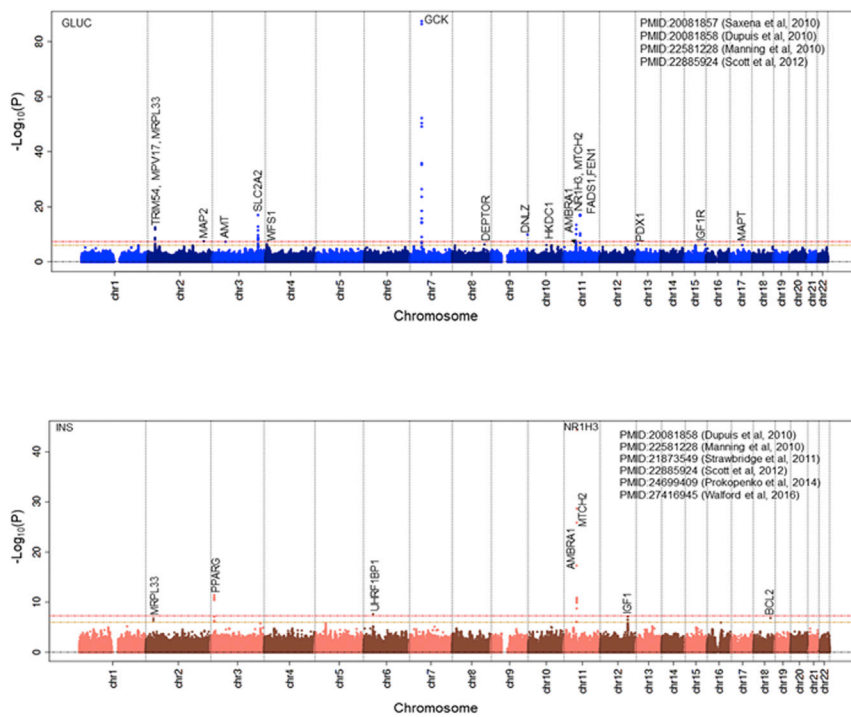 GLUC
GCK
PMID:20081857 (Saxena et al, 2010)
PMID:20081858 (Dupuis et al, 2010)
PMID:22581228 (Manning et al, 2010)
PMID:22885924 (Scott et al, 2012)
-Log10(P)
80
60
40
20
0
TRIM54, MPV17, MRPL33
MAP2
AMT
SLC2A2
WFS1
DEPTOR
DNLZ
HKDC1
AMBRA1
NR1H3, MTCH2
FADS1,FEN1
PDX1
IGF1R
MAPT
chr1
chr2
chr3
chr4
chr5
chr6
chr7
chr8
chr9
chr10
chr11
chr12
chr13
chr14
chr15
chr16
chr17
chr18
chr19
chr20
chr21
chr22
Chromosome
INS
NR1H3
PMID:20081858 (Dupuis et al, 2010)
PMID:22581228 (Manning et al, 2010)
PMID:21873549 (Strawbridge et al, 2011)
PMID:22885924 (Scott et al, 2012)
PMID:24699409 (Prokopenko et al, 2014)
PMID:27416945 (Walford et al, 2016)
-Log10(P)
40
30
20
10
0
MRPL33
PPARG
UHRF1BP1
AMBRA1
MTCH2
IGF1
BCL2
chr1
chr2
chr3
chr4
chr5
chr6
chr7
chr8
chr9
chr10
chr11
chr12
chr13
chr14
chr15
chr16
chr17
chr18
chr19
chr20
chr21
chr22
Chromosome